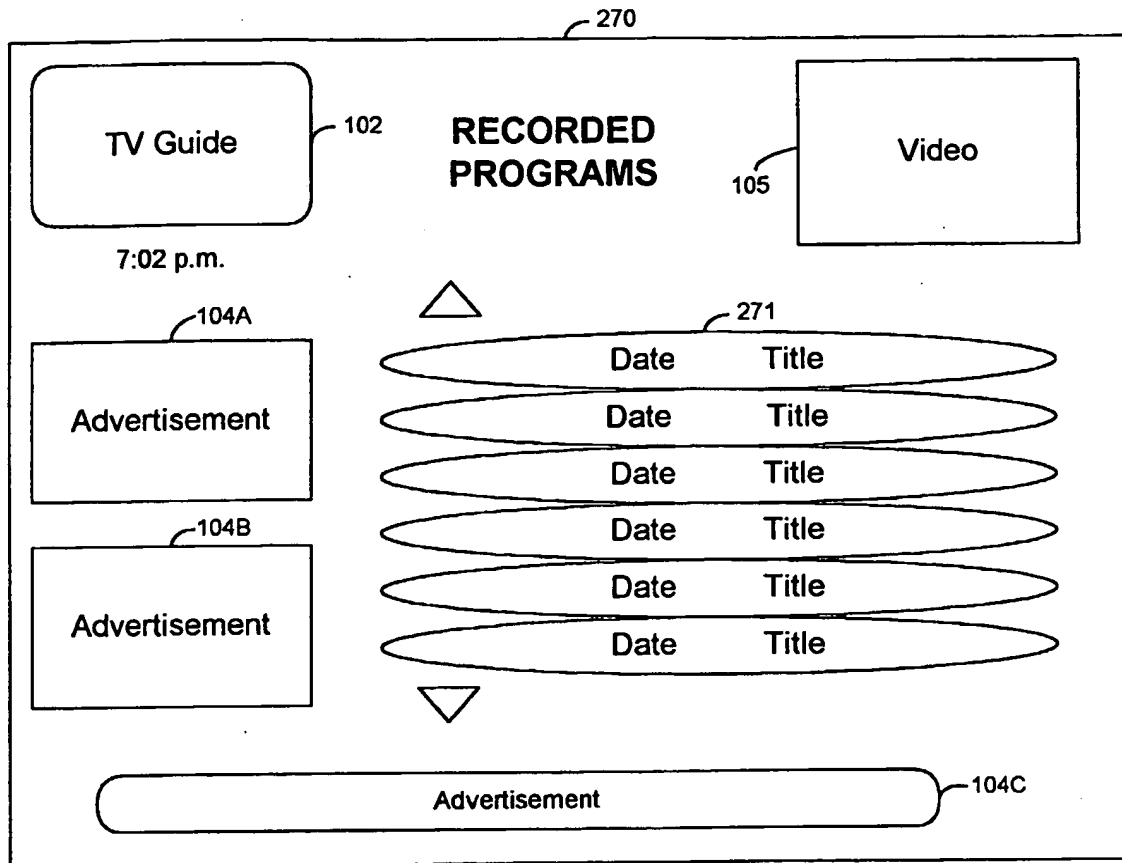 270
TV Guide
102
RECORDED
PROGRAMS
105
Video
7:02 p.m.
104A
Advertisement
271
Date Title
Date Title
Date Title
Date Title
Date Title
Date Title
104B
Advertisement
Advertisement
104C